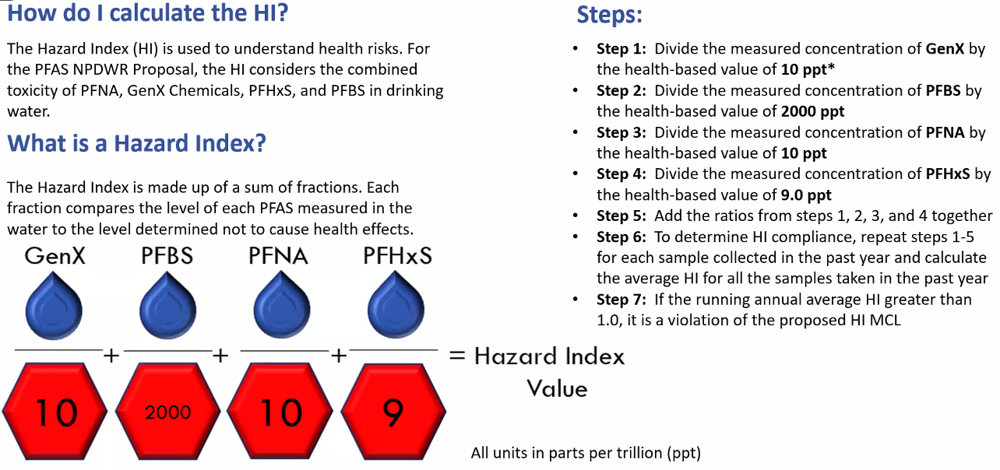 How do I calculate the HI?
The Hazard Index (HI) is used to understand health risks. For
the PFAS NPDWR Proposal, the HI considers the combined
toxicity of PFNA, GenX Chemicals, PFHxS, and PFBS in drinking
water.
What is a Hazard Index?
The Hazard Index is made up of a sum of fractions. Each
fraction compares the level of each PFAS measured in the
water to the level determined not to cause health effects.
GenX PFBS PFNA PFHxS
+ + + = Hazard Index
Value
10 2000 10 9
All units in parts per trillion (ppt)
Steps:
• Step 1: Divide the measured concentration of GenX by
the health-based value of 10 ppt*
• Step 2: Divide the measured concentration of PFBS by
the health-based value of 2000 ppt
• Step 3: Divide the measured concentration of PFNA by
the health-based value of 10 ppt
• Step 4: Divide the measured concentration of PFHxS by
the health-based value of 9.0 ppt
• Step 5: Add the ratios from steps 1, 2, 3, and 4 together
• Step 6: To determine HI compliance, repeat steps 1-5
for each sample collected in the past year and calculate
the average HI for all the samples taken in the past year
• Step 7: If the running annual average HI greater than
1.0, it is a violation of the proposed HI MCL